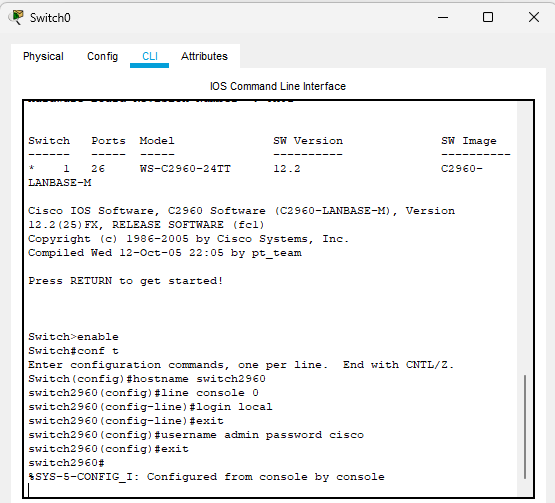 Switch0
Physical Config CLI Attributes
IOS Command Line Interface
Switch Ports Model SW Version SW Image
------ ----- ----- ---------- ----------
* 1 26 WS-C2960-24TT 12.2 C2960-
LANBASE-M
Cisco IOS Software, C2960 Software (C2960-LANBASE-M), Version
12.2(25)FX, RELEASE SOFTWARE (fc1)
Copyright (c) 1986-2005 by Cisco Systems, Inc.
Compiled Wed 12-Oct-05 22:05 by pt_team
Press RETURN to get started!
Switch>enable
Switch#conf t
Enter configuration commands, one per line. End with CNTL/Z.
Switch(config)#hostname switch2960
switch2960(config)#line console 0
switch2960(config-line)#login local
switch2960(config-line)#exit
switch2960(config)#username admin password cisco
switch2960(config)#exit
switch2960#
%SYS-5-CONFIG_I: Configured from console by console